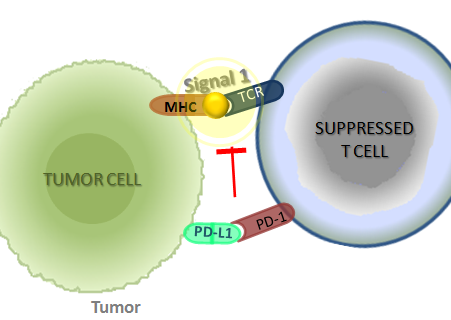 Signal 1
MHC
TCR
SUPPRESSED
T CELL
TUMOR CELL
PD-L1
PD-1
Tumor